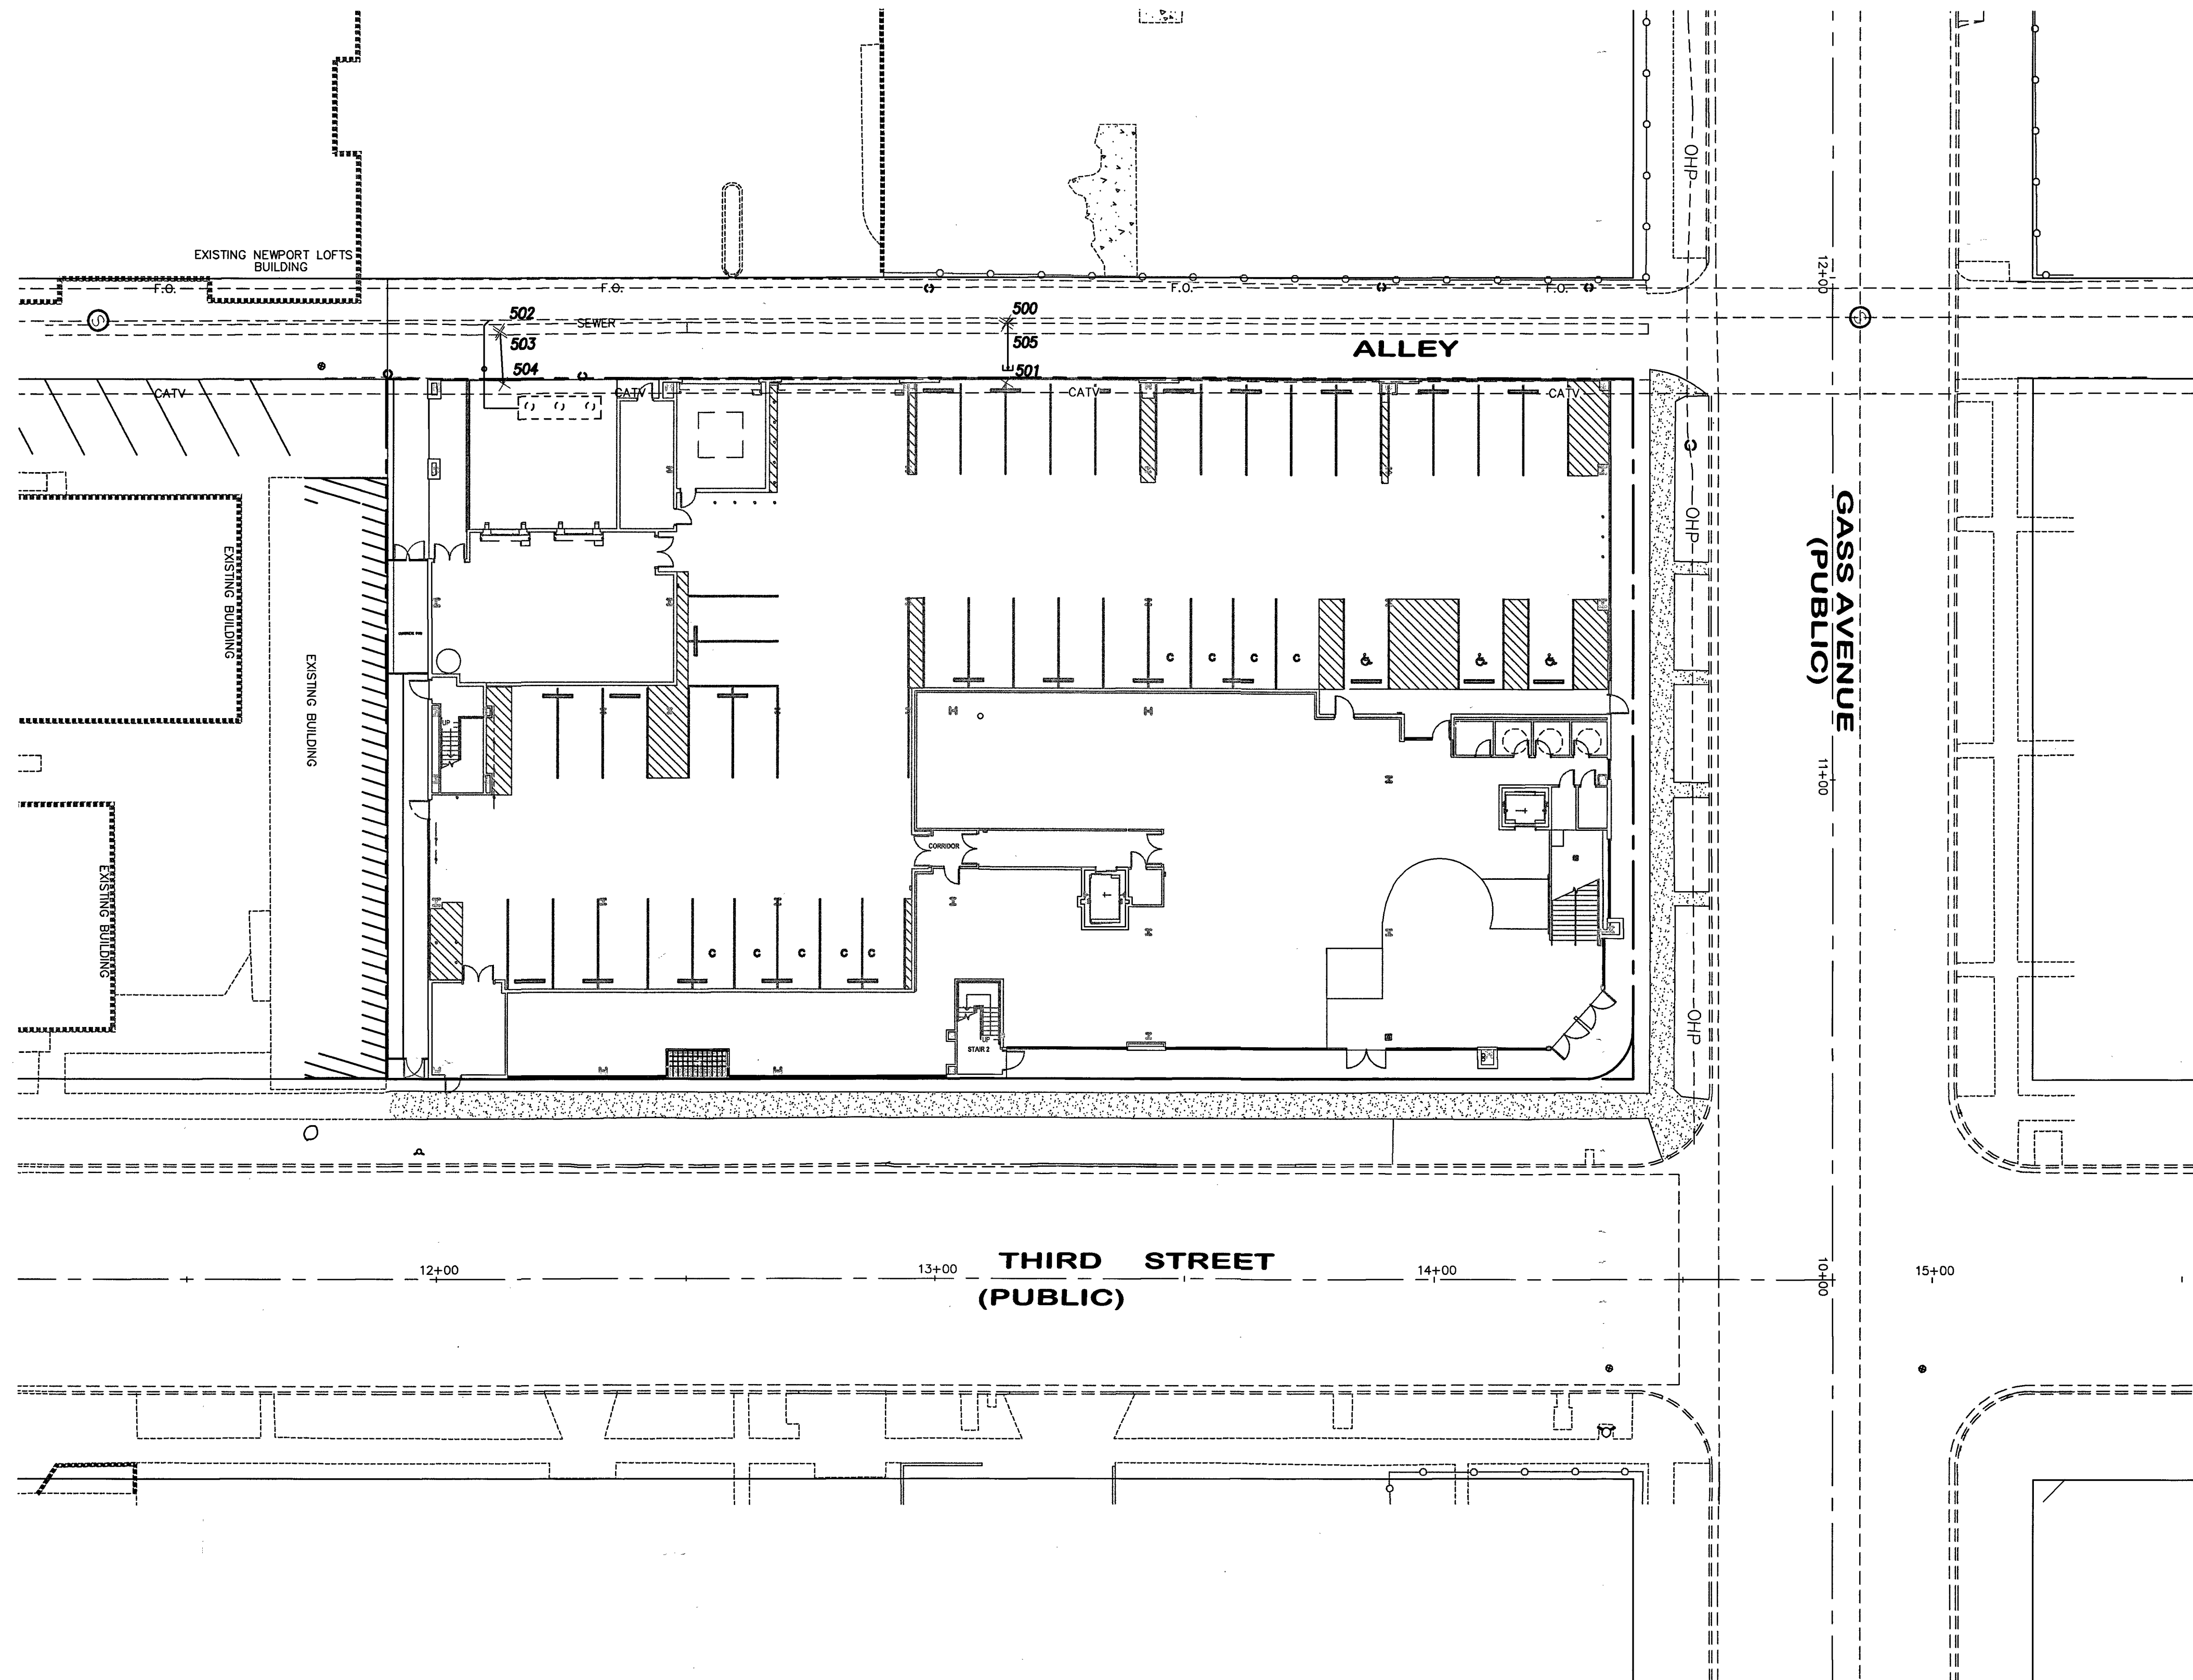 OHP
EXISTING NEWPORT LOFTS
BUILDING
F.O.
F.O.
F.O.
F.O.
12+00
S
502
SEWER
500
S
503
505
ALLEY
504
501
CATV
CATV
CATV
CATV
OHP
GASS AVENUE
(PUBLIC)
EXISTING BUILDING
EXISTING BUILDING
C
C
C
C
UP
11+00
CORRIDOR
EXISTING BUILDING
C
C
C
C
C
OHP
UP
STAIR 2
THIRD STREET
(PUBLIC)
12+00
13+00
14+00
10+00
15+00